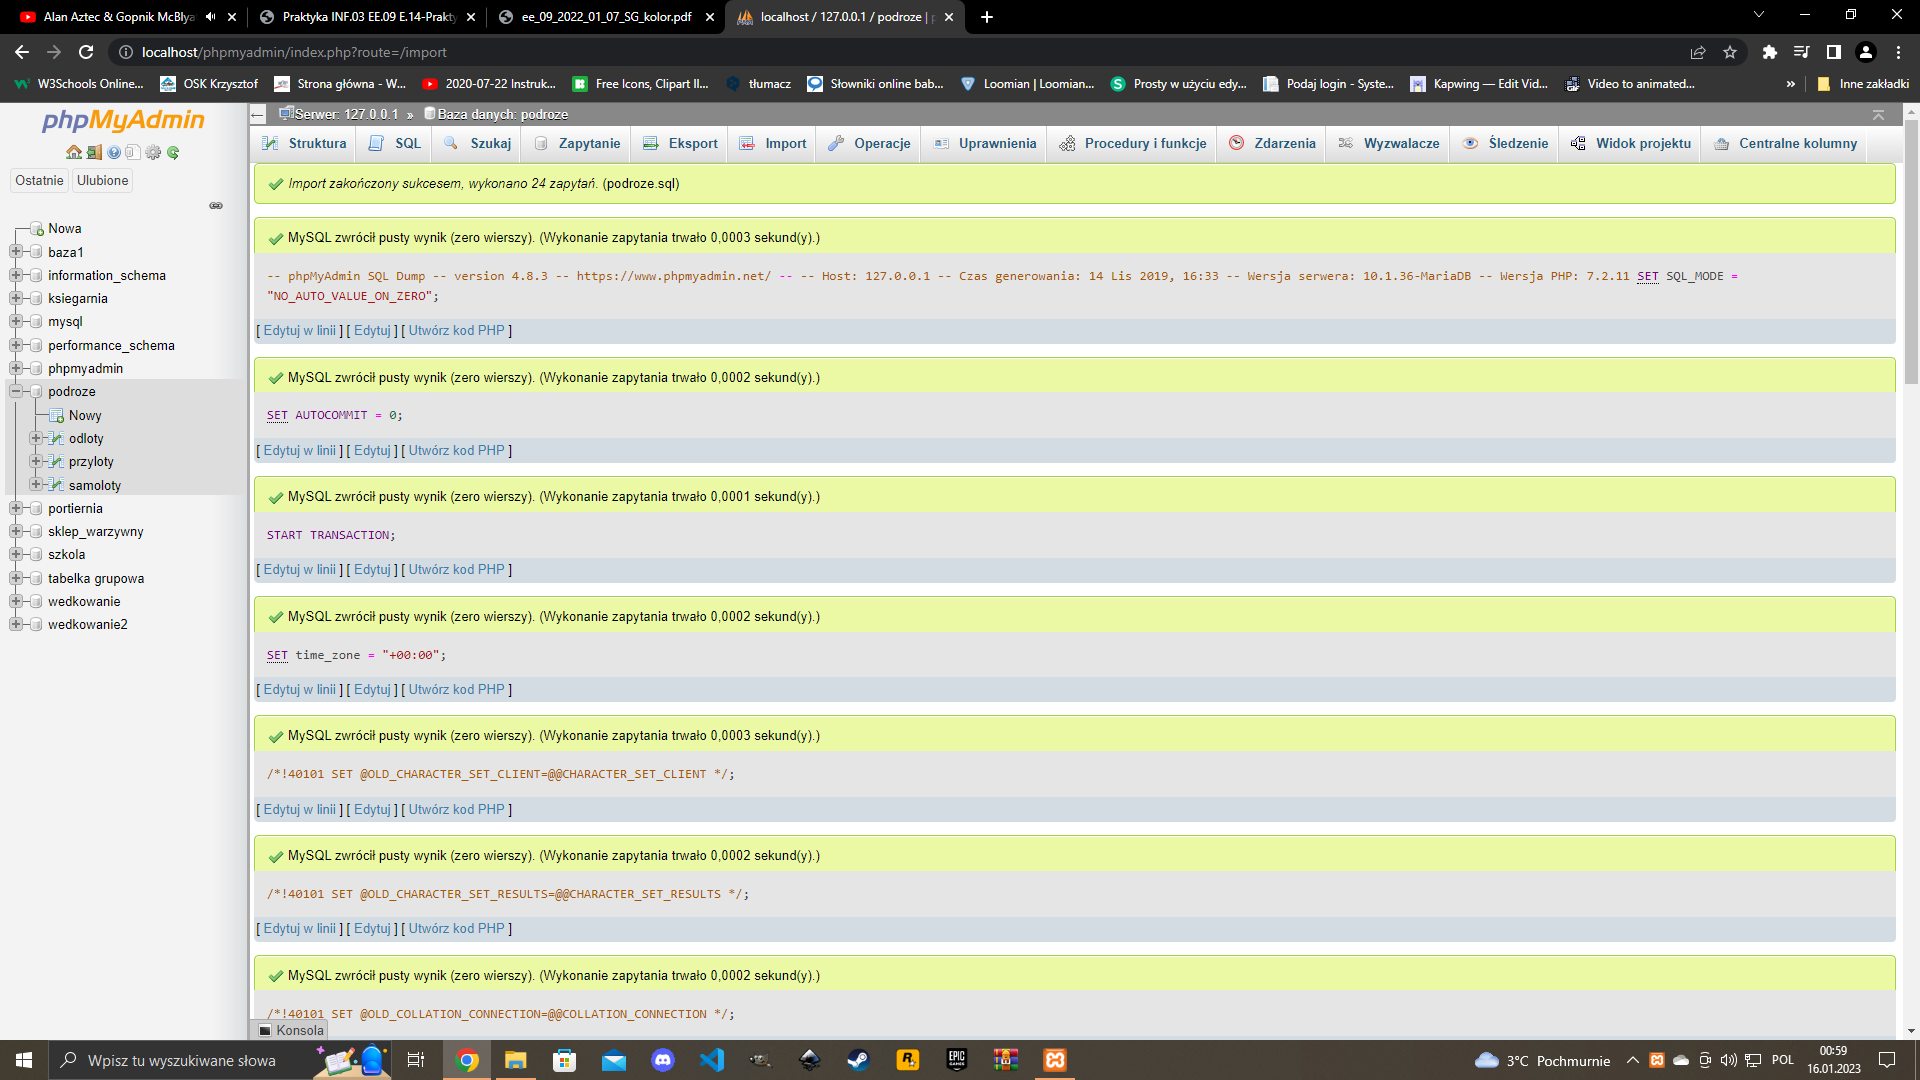 Alan Aztec & Gopnik McBlya
Praktyka INF.03 EE.09 E.14-Prakty
ee_09_2022_01_07_SG_kolor.pdf
localhost / 127.0.0.1 / podroze | p
localhost/phpmyadmin/index.php?route=/import
W3Schools Online...
OSK Krzysztof
Strona główna - W...
2020-07-22 Instruk...
Free Icons, Clipart Il...
tłumacz
Słowniki online bab...
Loomian | Loomian...
Prosty w użyciu edy...
Podaj login - Syste...
Kapwing — Edit Vid...
Video to animated...
»
Inne zakładki
phpMyAdmin
Ostatnie
Ulubione
Nowa
baza1
information_schema
ksiegarnia
mysql
performance_schema
phpmyadmin
podroze
Nowy
odloty
przyloty
samoloty
portiernia
sklep_warzywny
szkola
tabelka grupowa
wedkowanie
wedkowanie2
Serwer: 127.0.0.1 » Baza danych: podroze
Struktura
SQL
Szukaj
Zapytanie
Eksport
Import
Operacje
Uprawnienia
Procedury i funkcje
Zdarzenia
Wyzwalacze
Śledzenie
Widok projektu
Centralne kolumny
Import zakończony sukcesem, wykonano 24 zapytań. (podroze.sql)
MySQL zwrócił pusty wynik (zero wierszy). (Wykonanie zapytania trwało 0,0003 sekund(y).)
-- phpMyAdmin SQL Dump -- version 4.8.3 -- https://www.phpmyadmin.net/ -- -- Host: 127.0.0.1 -- Czas generowania: 14 Lis 2019, 16:33 -- Wersja serwera: 10.1.36-MariaDB -- Wersja PHP: 7.2.11 SET SQL_MODE =
"NO_AUTO_VALUE_ON_ZERO";
[ Edytuj w linii ] [ Edytuj ] [ Utwórz kod PHP ]
MySQL zwrócił pusty wynik (zero wierszy). (Wykonanie zapytania trwało 0,0002 sekund(y).)
SET AUTOCOMMIT = 0;
[ Edytuj w linii ] [ Edytuj ] [ Utwórz kod PHP ]
MySQL zwrócił pusty wynik (zero wierszy). (Wykonanie zapytania trwało 0,0001 sekund(y).)
START TRANSACTION;
[ Edytuj w linii ] [ Edytuj ] [ Utwórz kod PHP ]
MySQL zwrócił pusty wynik (zero wierszy). (Wykonanie zapytania trwało 0,0002 sekund(y).)
SET time_zone = "+00:00";
[ Edytuj w linii ] [ Edytuj ] [ Utwórz kod PHP ]
MySQL zwrócił pusty wynik (zero wierszy). (Wykonanie zapytania trwało 0,0003 sekund(y).)
/*!40101 SET @OLD_CHARACTER_SET_CLIENT=@@CHARACTER_SET_CLIENT */;
[ Edytuj w linii ] [ Edytuj ] [ Utwórz kod PHP ]
MySQL zwrócił pusty wynik (zero wierszy). (Wykonanie zapytania trwało 0,0002 sekund(y).)
/*!40101 SET @OLD_CHARACTER_SET_RESULTS=@@CHARACTER_SET_RESULTS */;
[ Edytuj w linii ] [ Edytuj ] [ Utwórz kod PHP ]
MySQL zwrócił pusty wynik (zero wierszy). (Wykonanie zapytania trwało 0,0002 sekund(y).)
/*!40101 SET @OLD_COLLATION_CONNECTION=@@COLLATION_CONNECTION */;
Konsola
Wpisz tu wyszukiwane słowa
3°C Pochmurnie
POL
00:59
16.01.2023